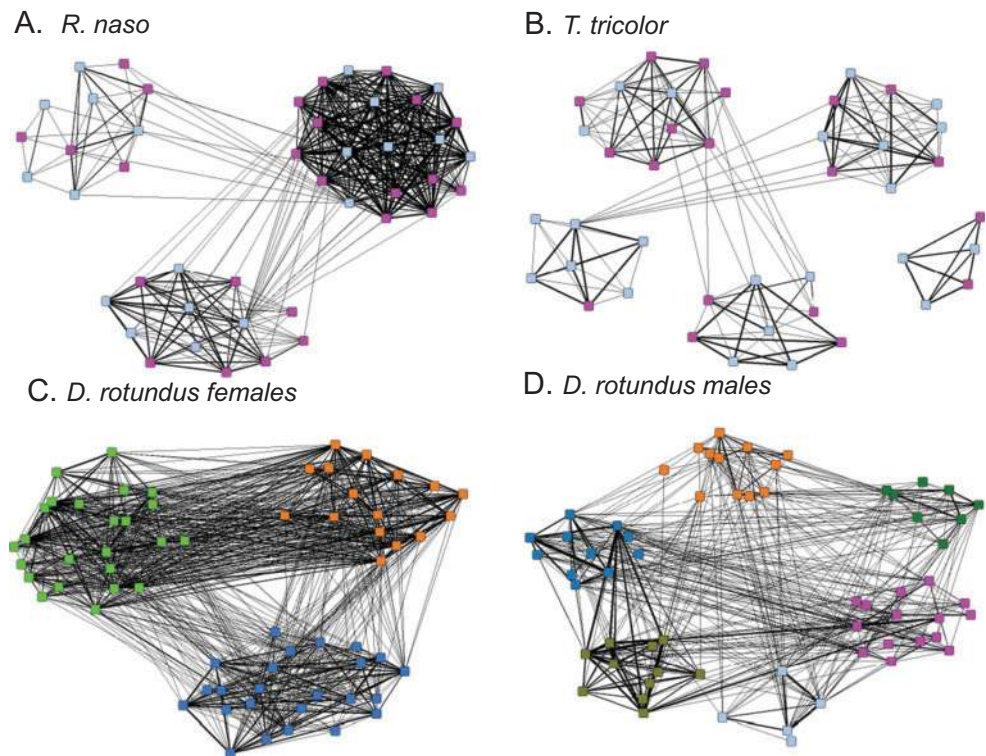 A. R. naso
B. T. tricolor
C. D. rotundus females
D. D. rotundus males